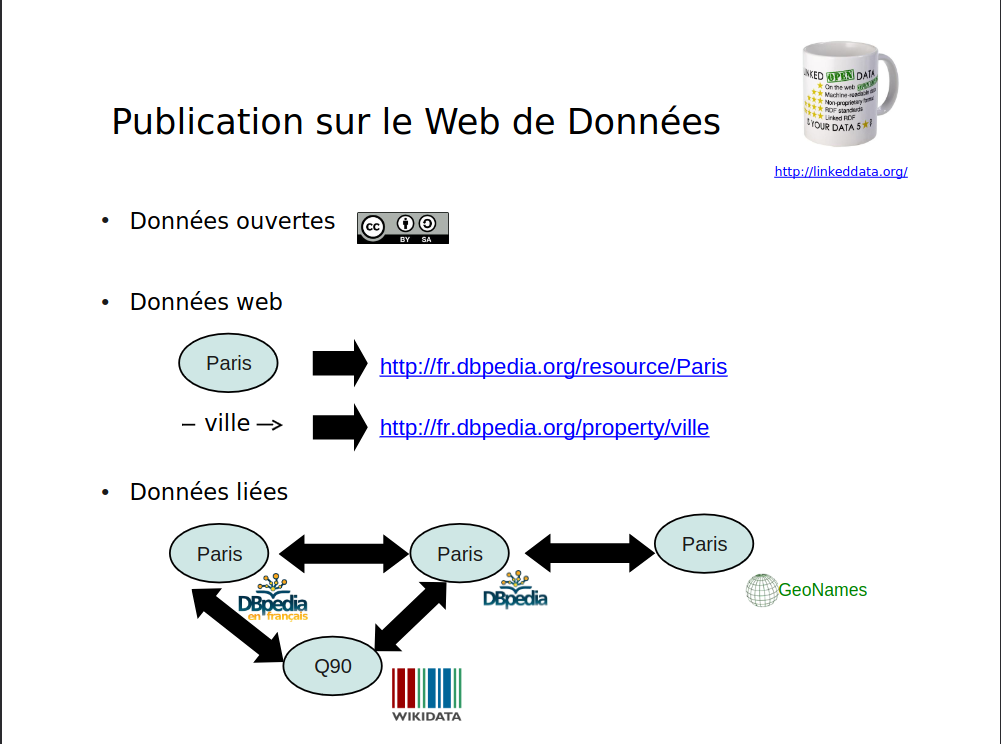 LINKED OPEN DATA
On the web
Machine-readable data
Non-proprietary format
RDF standards
Linked RDF
IS YOUR DATA 5
Publication sur le Web de Données
http://linkeddata.org/
• Données ouvertes
cc
BY SA
• Données web
Paris
http://fr.dbpedia.org/resource/Paris
– ville →
http://fr.dbpedia.org/property/ville
• Données liées
Paris
Paris
Paris
DBpedia
en français
DBpedia
GeoNames
Q90
WIKIDATA